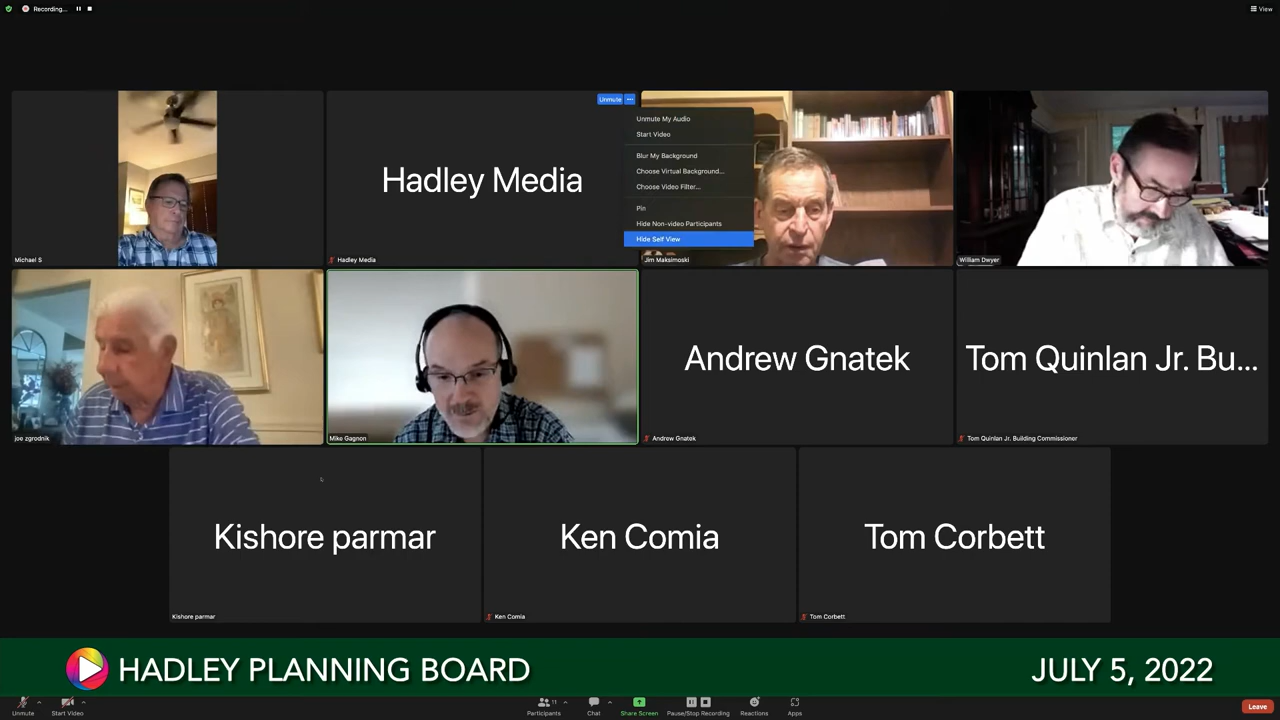 Recording...
View
Michael S
Hadley Media
Hadley Media
Unmute
Unmute My Audio
Start Video
Blur My Background
Choose Virtual Background...
Choose Video Filter...
Pin
Hide Non-video Participants
Hide Self View
Jim Maksimoski
William Dwyer
joe zgrodnik
Mike Gagnon
Andrew Gnatek
Andrew Gnatek
Tom Quinlan Jr. Bu...
Tom Quinlan Jr. Building Commissioner
Kishore parmar
Kishore parmar
Ken Comia
Ken Comia
Tom Corbett
Tom Corbett
HADLEY PLANNING BOARD
JULY 5, 2022
Unmute
Start Video
Participants
11
Chat
Share Screen
Pause/Stop Recording
Reactions
Apps
Leave